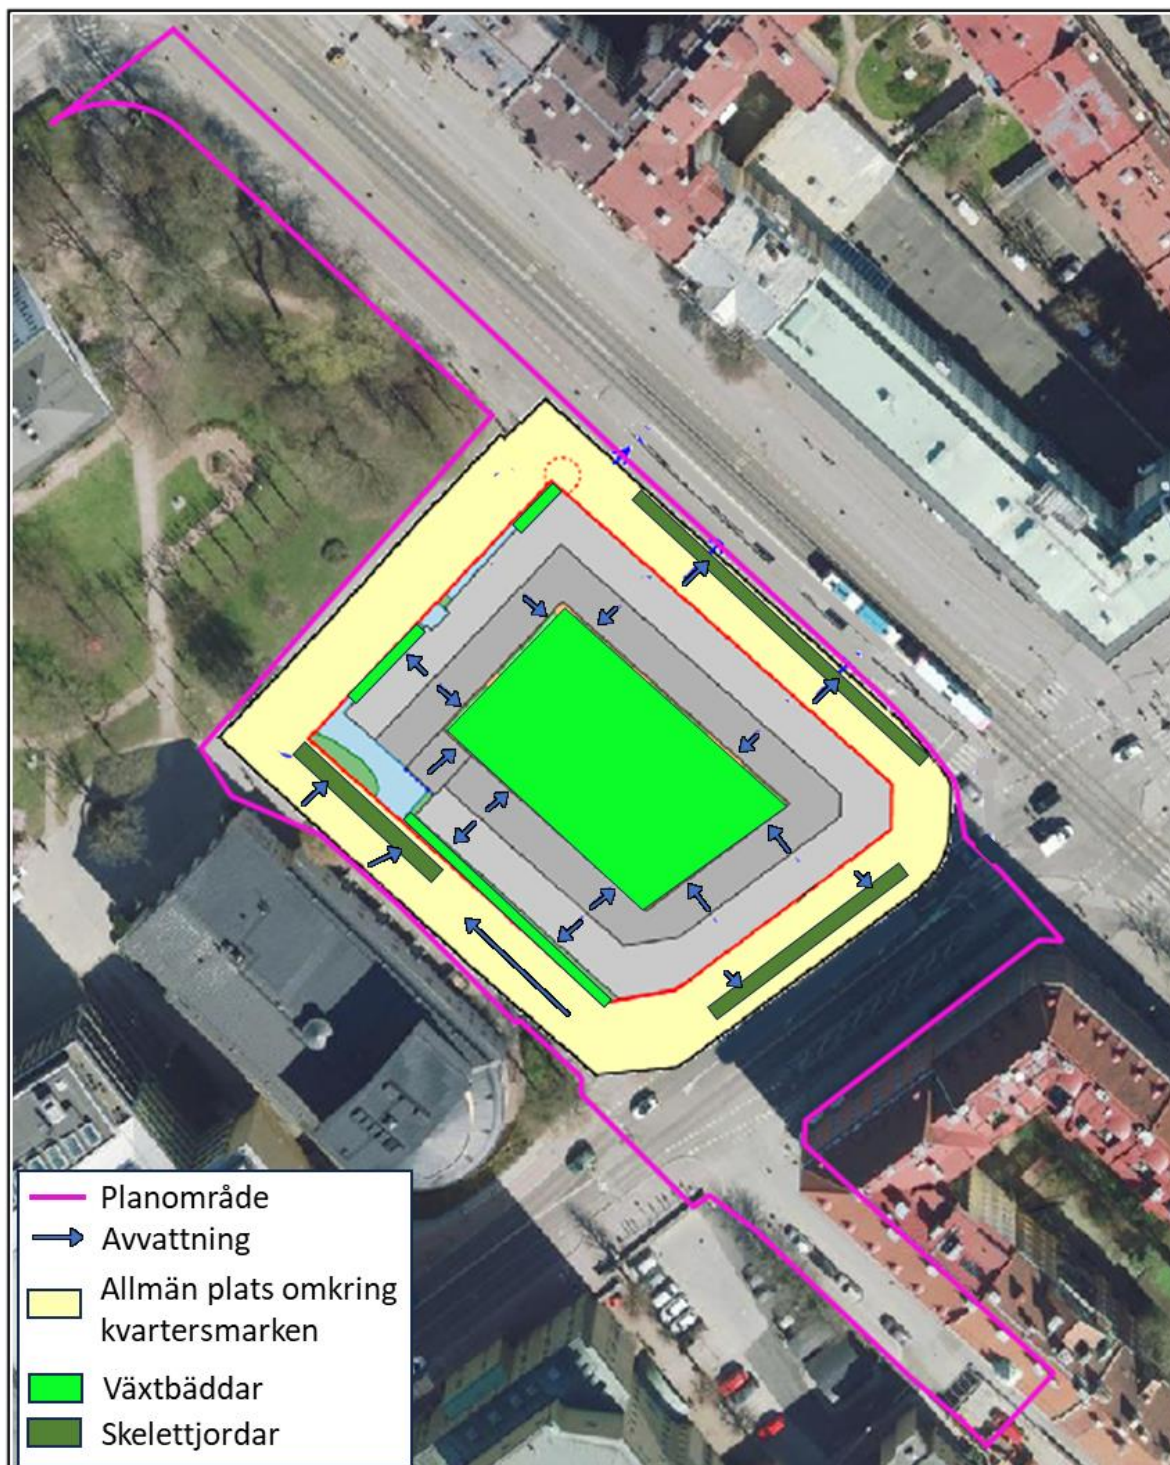 Planområde
Avvattning
Allmän plats omkring
kvartersmarken
Växtbäddar
Skelettjordar